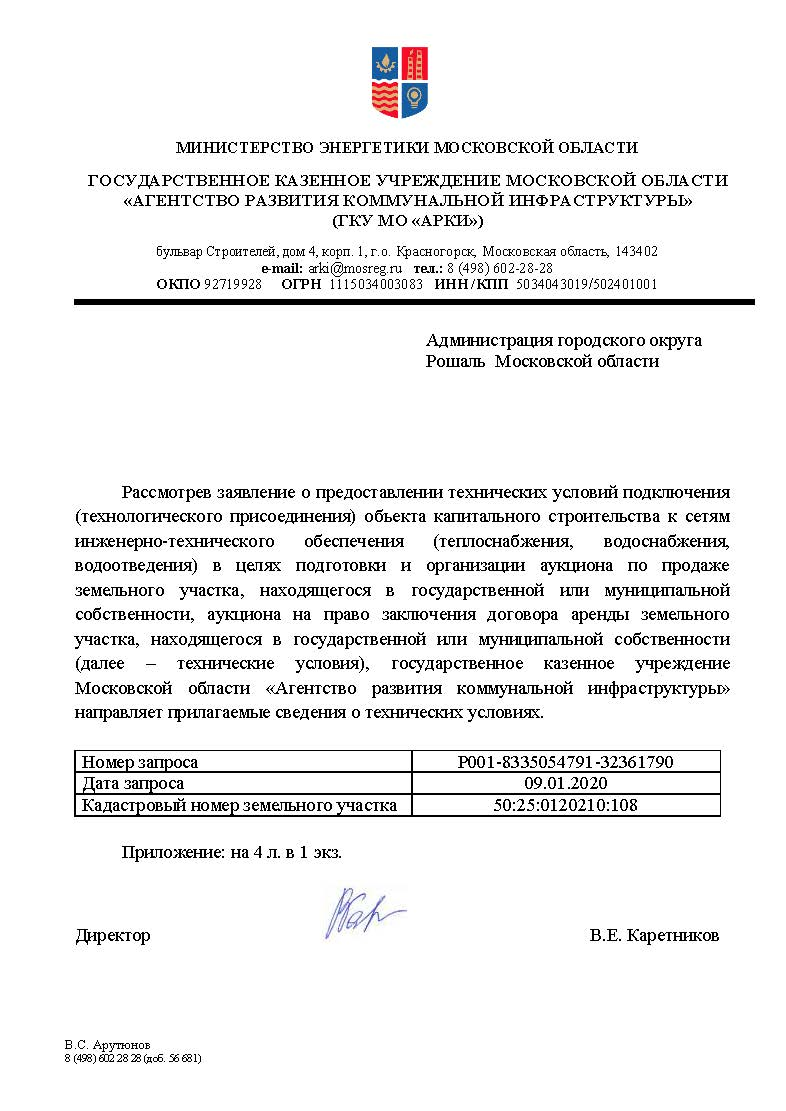 МИНИСТЕРСТВО ЭНЕРГЕТИКИ МОСКОВСКОЙ ОБЛАСТИ
ГОСУДАРСТВЕННОЕ КАЗЕННОЕ УЧРЕЖДЕНИЕ МОСКОВСКОЙ ОБЛАСТИ
«АГЕНТСТВО РАЗВИТИЯ КОММУНАЛЬНОЙ ИНФРАСТРУКТУРЫ»
(ГКУ МО «АРКИ»)
бульвар Строителей, дом 4, корп. 1, г.о. Красногорск, Московская область, 143402
e-mail: arki@mosreg.ru тел.: 8 (498) 602-28-28
ОКПО 92719928 ОГРН 1115034003083 ИНН/КПП 5034043019/502401001
Администрация городского округа
Рошаль Московской области
Рассмотрев заявление о предоставлении технических условий подключения
(технологического присоединения) объекта капитального строительства к сетям
инженерно-технического обеспечения (теплоснабжения, водоснабжения,
водоотведения) в целях подготовки и организации аукциона по продаже
земельного участка, находящегося в государственной или муниципальной
собственности, аукциона на право заключения договора аренды земельного
участка, находящегося в государственной или муниципальной собственности
(далее – технические условия), государственное казенное учреждение
Московской области «Агентство развития коммунальной инфраструктуры»
направляет прилагаемые сведения о технических условиях.
Номер запроса P001-8335054791-32361790
Дата запроса 09.01.2020
Кадастровый номер земельного участка 50:25:0120210:108
Приложение: на 4 л. в 1 экз.
Директор В.Е. Каретников
В.С. Арутюнов
8 (498) 602 28 28 (доб. 56 681)